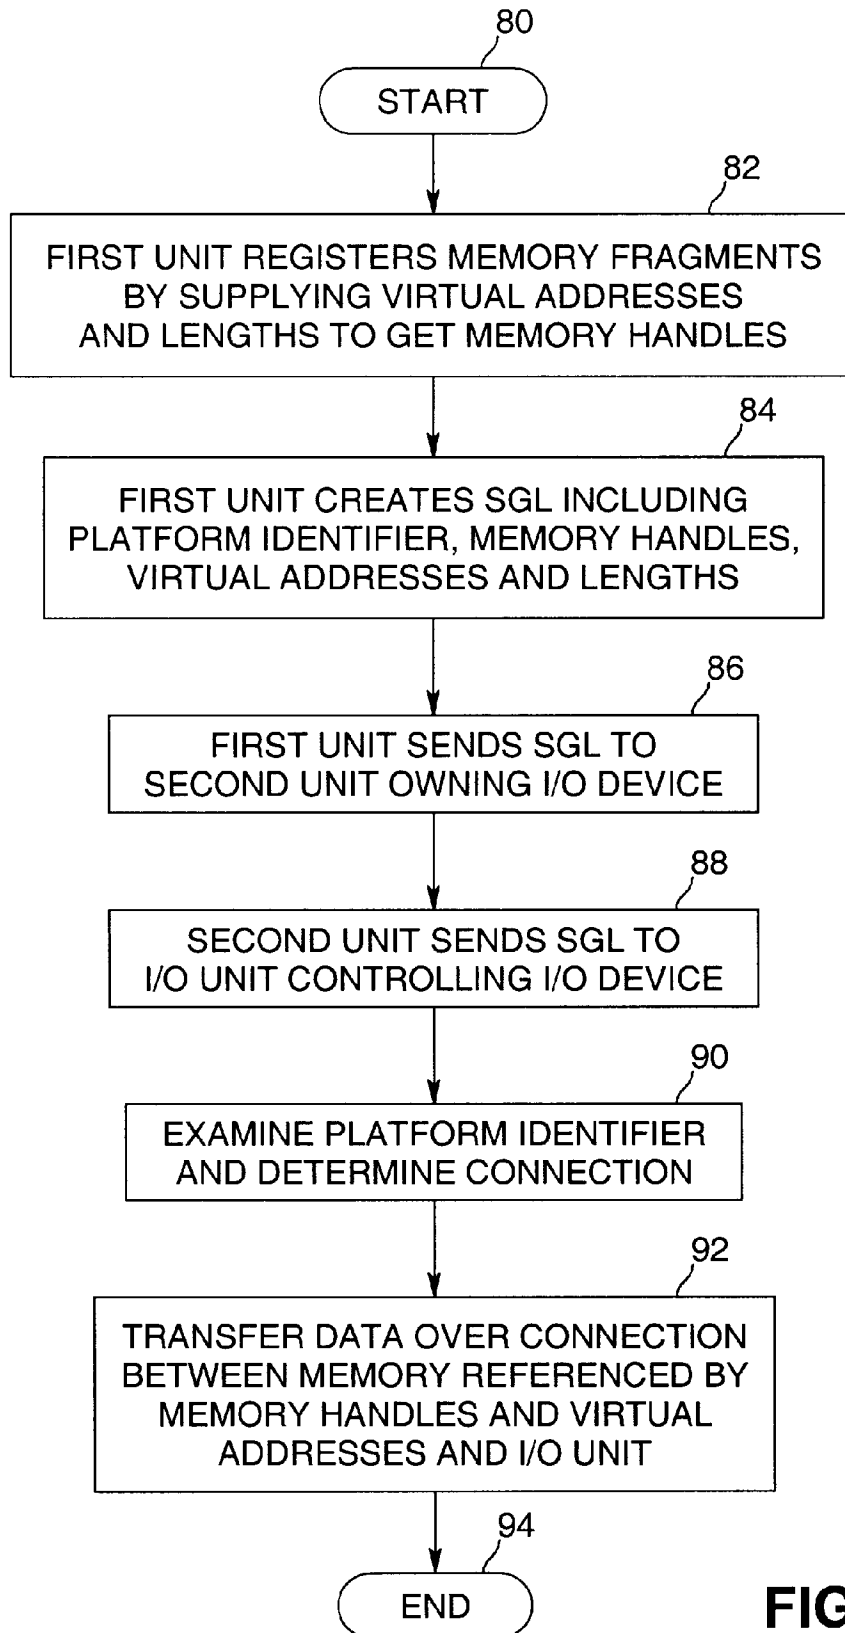 80
START
82
FIRST UNIT REGISTERS MEMORY FRAGMENTS
BY SUPPLYING VIRTUAL ADDRESSES
AND LENGTHS TO GET MEMORY HANDLES
84
FIRST UNIT CREATES SGL INCLUDING
PLATFORM IDENTIFIER, MEMORY HANDLES,
VIRTUAL ADDRESSES AND LENGTHS
86
FIRST UNIT SENDS SGL TO
SECOND UNIT OWNING I/O DEVICE
88
SECOND UNIT SENDS SGL TO
I/O UNIT CONTROLLING I/O DEVICE
90
EXAMINE PLATFORM IDENTIFIER
AND DETERMINE CONNECTION
92
TRANSFER DATA OVER CONNECTION
BETWEEN MEMORY REFERENCED BY
MEMORY HANDLES AND VIRTUAL
ADDRESSES AND I/O UNIT
94
END
FIG